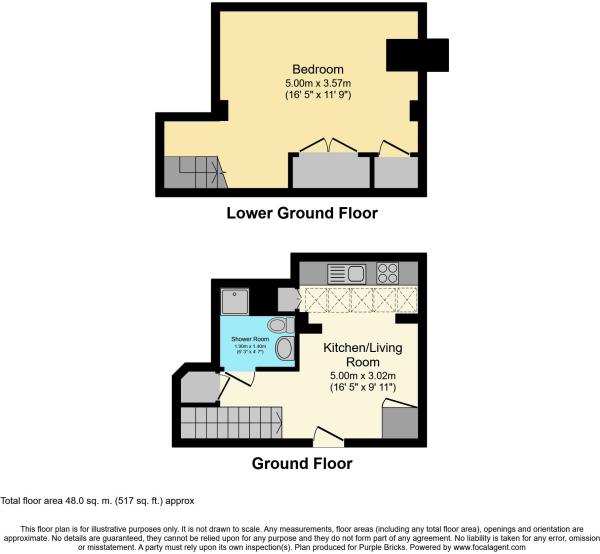 Bedroom
5.00m x 3.57m
(16' 5" x 11' 9")
Lower Ground Floor
Shower Room
1.90m x 1.40m
(6' 3" x 4' 7")
Kitchen/Living
Room
5.00m x 3.02m
(16' 5" x 9' 11")
Ground Floor
Total floor area 48.0 sq. m. (517 sq. ft.) approx
This floor plan is for illustrative purposes only. It is not drawn to scale. Any measurements, floor areas (including any total floor area), openings and orientation are
approximate. No details are guaranteed, they cannot be relied upon for any purpose and they do not form part of any agreement. No liability is taken for any error, omission
or misstatement. A party must rely upon its own inspection(s). Plan produced for Purple Bricks. Powered by www.focalagent.com